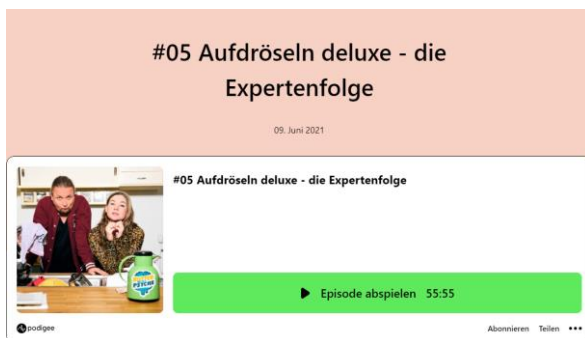 #05 Aufdröseln deluxe - die
Expertenfolge
09. Juni 2021
#05 Aufdröseln deluxe - die Expertenfolge
PSYCHE
Episode abspielen 55:55
podigee
Abonnieren Teilen